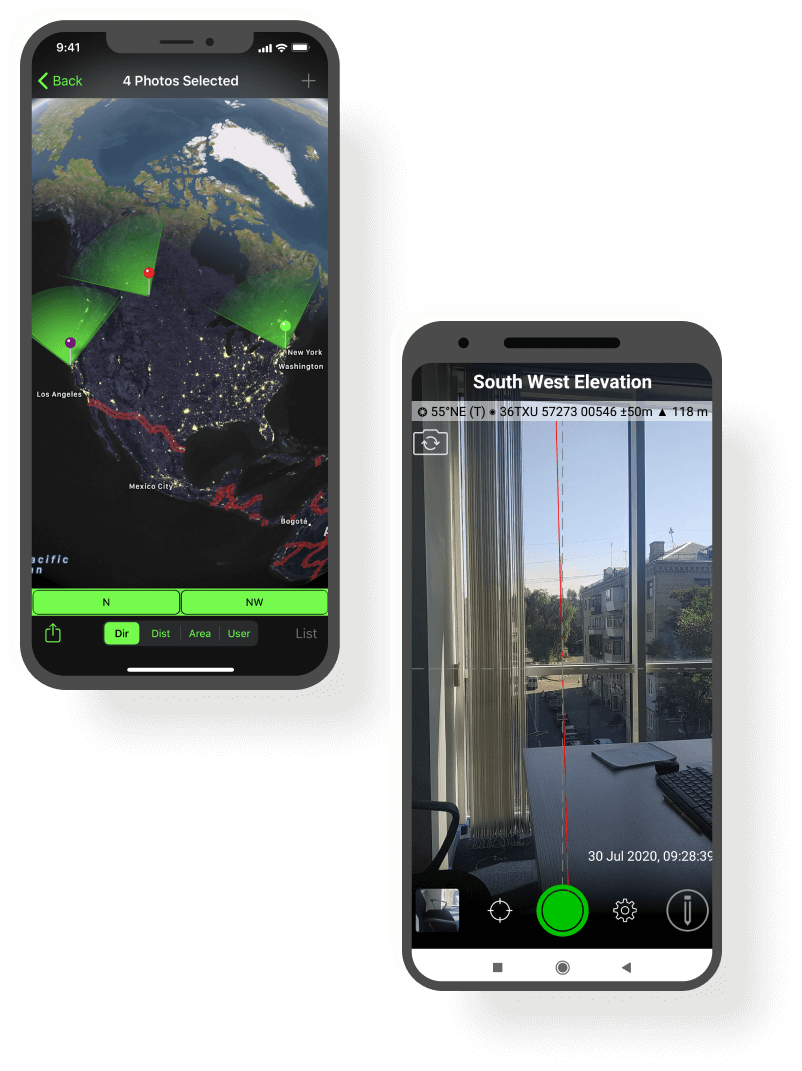 9:41
Back
4 Photos Selected
New York
Washington
Los Angeles
Mexico City
Bogotá
A
acific
an
N NW
Dir Dist Area User List
South West Elevation
55°NE (T) ● 36TXU 57273 00546 ±50m ▲ 118 m
30 Jul 2020, 09:28:39